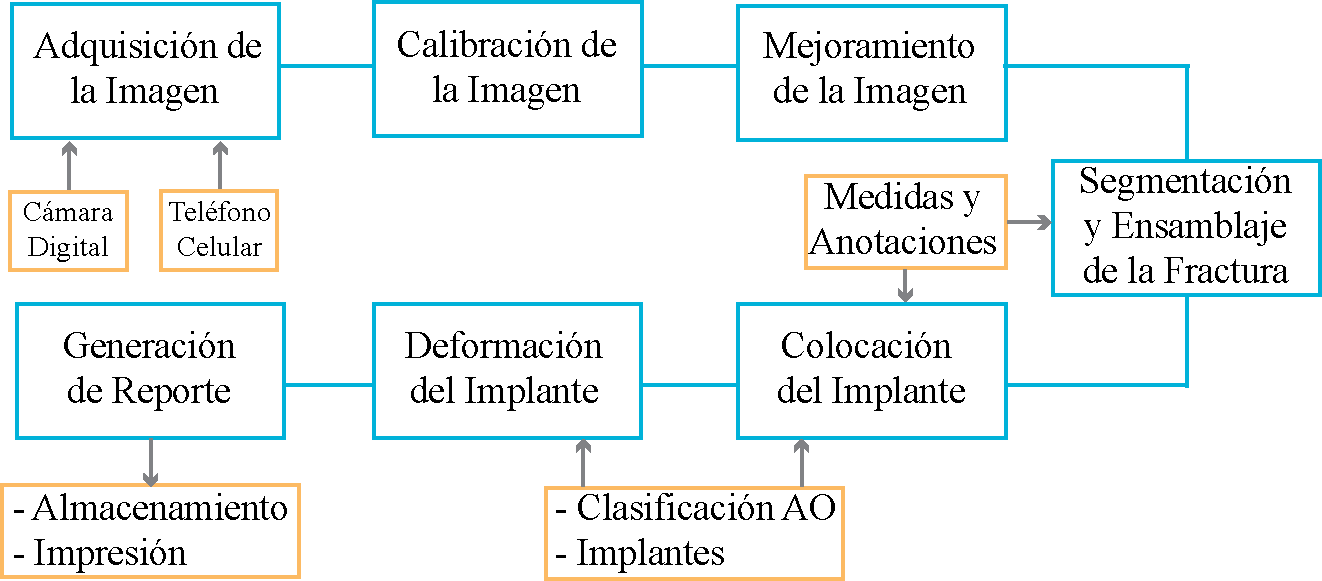 Adquisición de
la Imagen
Calibración de
la Imagen
Mejoramiento
de la Imagen
Cámara
Digital
Teléfono
Celular
Medidas y
Anotaciones
Segmentación
y Ensamblaje
de la Fractura
Generación
de Reporte
Deformación
del Implante
Colocación
del Implante
- Almacenamiento
- Impresión
- Clasificación AO
- Implantes